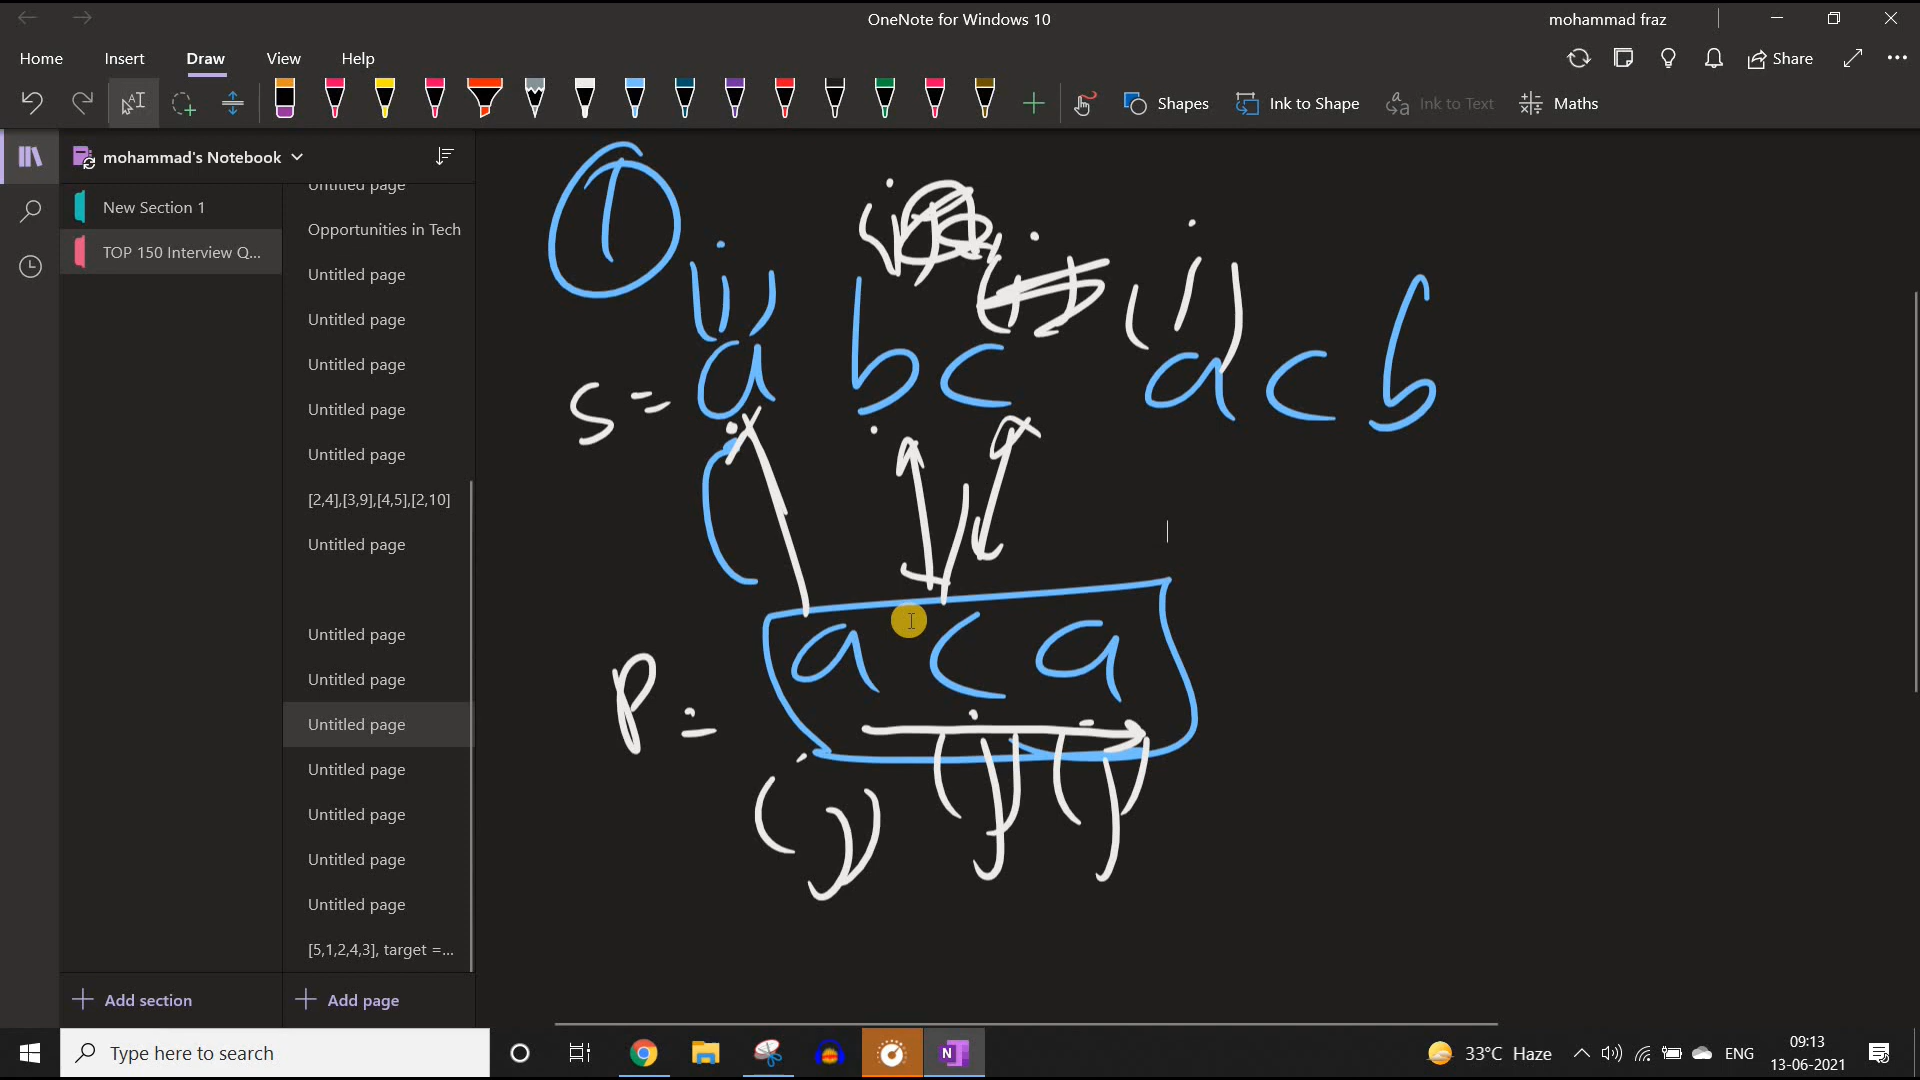 OneNote for Windows 10
mohammad fraz
Home Insert Draw View Help
Share
Shapes Ink to Shape Ink to Text Maths
mohammad's Notebook
New Section 1
TOP 150 Interview Q...
Untitled page
Opportunities in Tech
Untitled page
Untitled page
Untitled page
Untitled page
Untitled page
[2,4],[3,9],[4,5],[2,10]
Untitled page
Untitled page
Untitled page
Untitled page
Untitled page
Untitled page
Untitled page
Untitled page
[5,1,2,4,3], target =...
Add section
Add page
1
(i) (i) (i)
s = a b c a c b
p = a c a
(j) (j) (j)
Type here to search
33°C Haze
ENG
09:13
13-06-2021